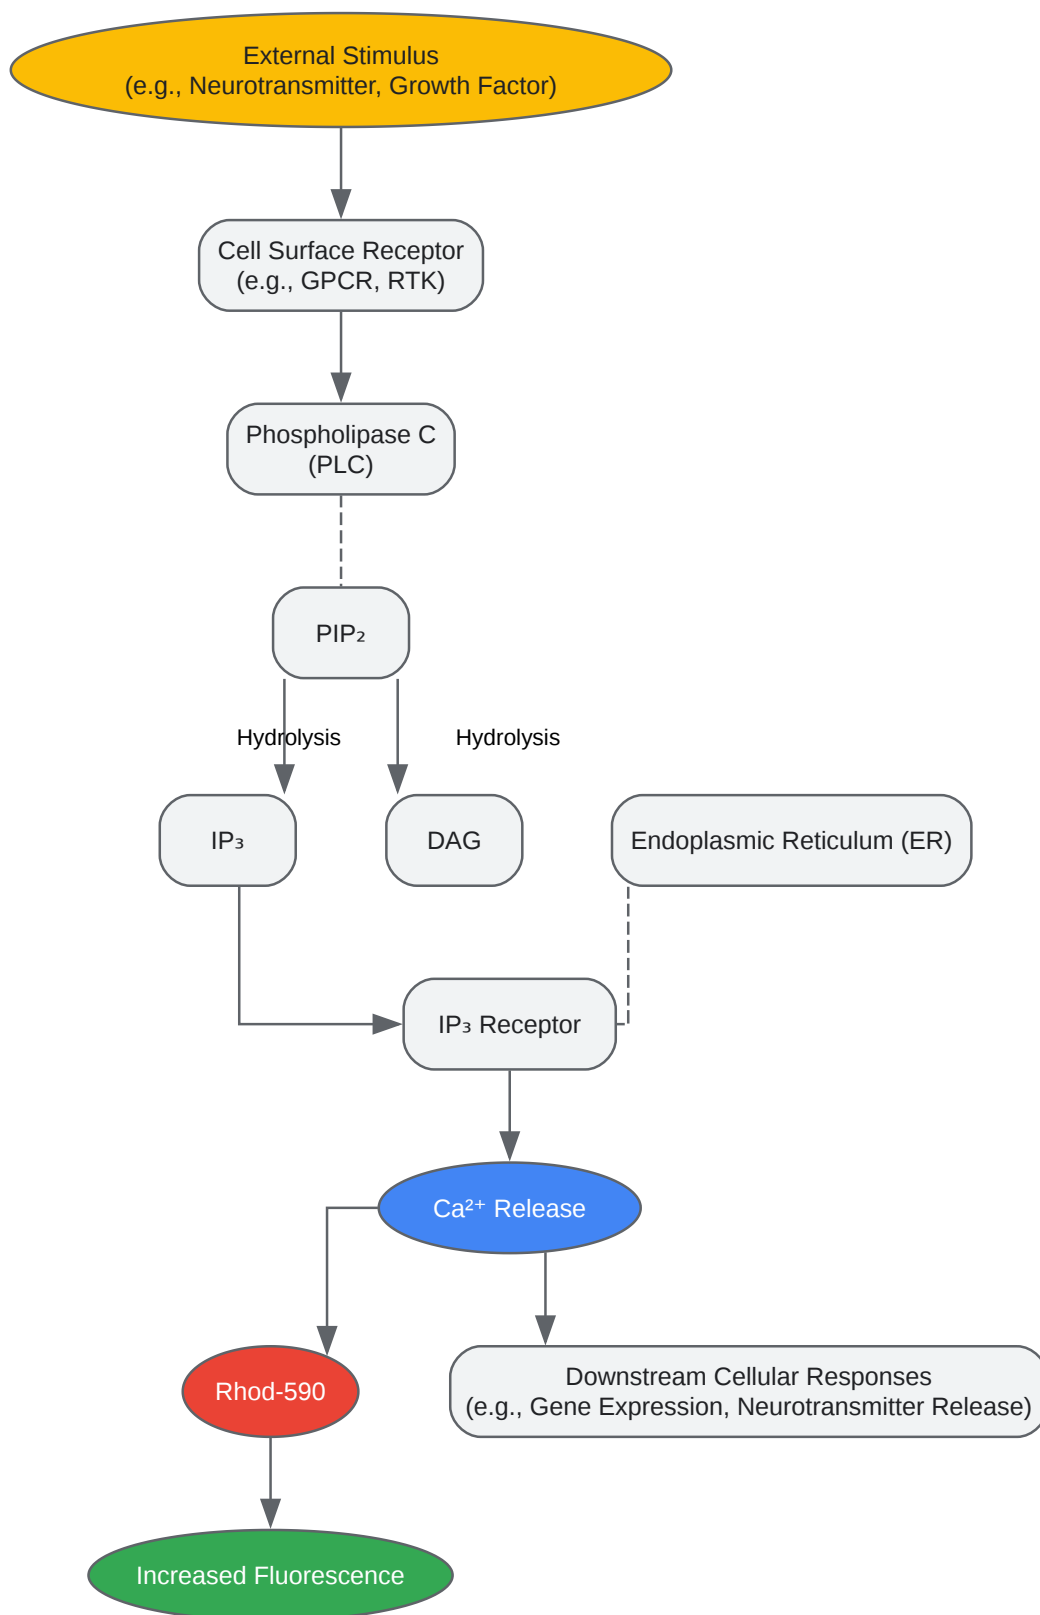 External Stimulus
(e.g., Neurotransmitter, Growth Factor)
Cell Surface Receptor
(e.g., GPCR, RTK)
Phospholipase C
(PLC)
PIP₂
Hydrolysis
Hydrolysis
IP₃
DAG
Endoplasmic Reticulum (ER)
IP₃ Receptor
Ca²⁺ Release
Rhod-590
Downstream Cellular Responses
(e.g., Gene Expression, Neurotransmitter Release)
Increased Fluorescence